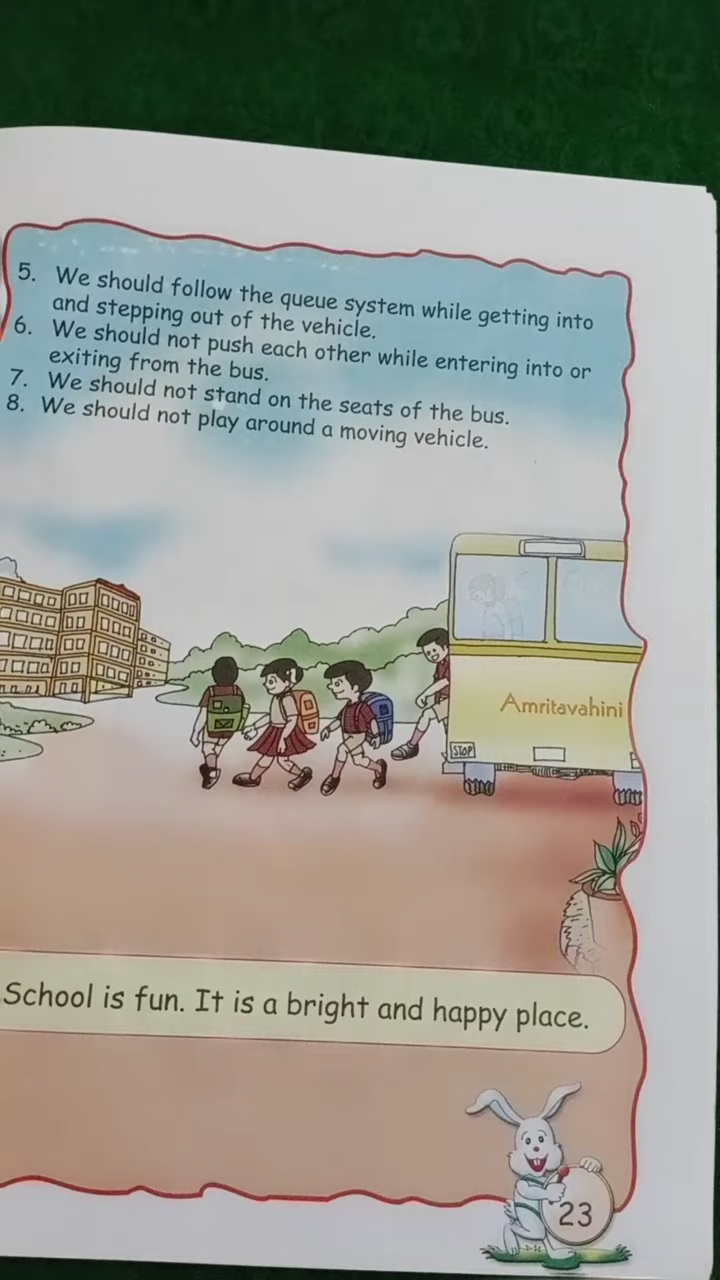 5. We should follow the queue system while getting into
and stepping out of the vehicle.
6. We should not push each other while entering into or
exiting from the bus.
7. We should not stand on the seats of the bus.
8. We should not play around a moving vehicle.
Amritavahini
STOP
School is fun. It is a bright and happy place.
23